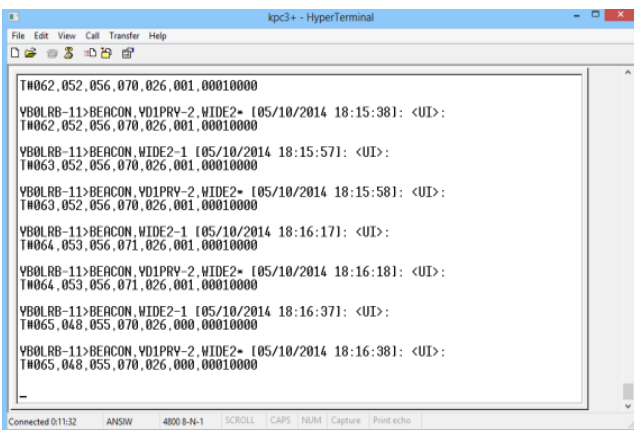 kpc3+ - HyperTerminal
File Edit View Call Transfer Help
T#062,052,056,070,026,001,00010000
YB0LRB-11>BEACON,YD1PRY-2,WIDE2* [05/10/2014 18:15:38]: <UI>:
T#062,052,056,070,026,001,00010000
YB0LRB-11>BEACON,WIDE2-1 [05/10/2014 18:15:57]: <UI>:
T#063,052,056,070,026,001,00010000
YB0LRB-11>BEACON,YD1PRY-2,WIDE2* [05/10/2014 18:15:58]: <UI>:
T#063,052,056,070,026,001,00010000
YB0LRB-11>BEACON,WIDE2-1 [05/10/2014 18:16:17]: <UI>:
T#064,053,056,071,026,001,00010000
YB0LRB-11>BEACON,YD1PRY-2,WIDE2* [05/10/2014 18:16:18]: <UI>:
T#064,053,056,071,026,001,00010000
YB0LRB-11>BEACON,WIDE2-1 [05/10/2014 18:16:37]: <UI>:
T#065,048,055,070,026,000,00010000
YB0LRB-11>BEACON,YD1PRY-2,WIDE2* [05/10/2014 18:16:38]: <UI>:
T#065,048,055,070,026,000,00010000
Connected 0:11:32 ANSIW 4800 8-N-1 SCROLL CAPS NUM Capture Print echo